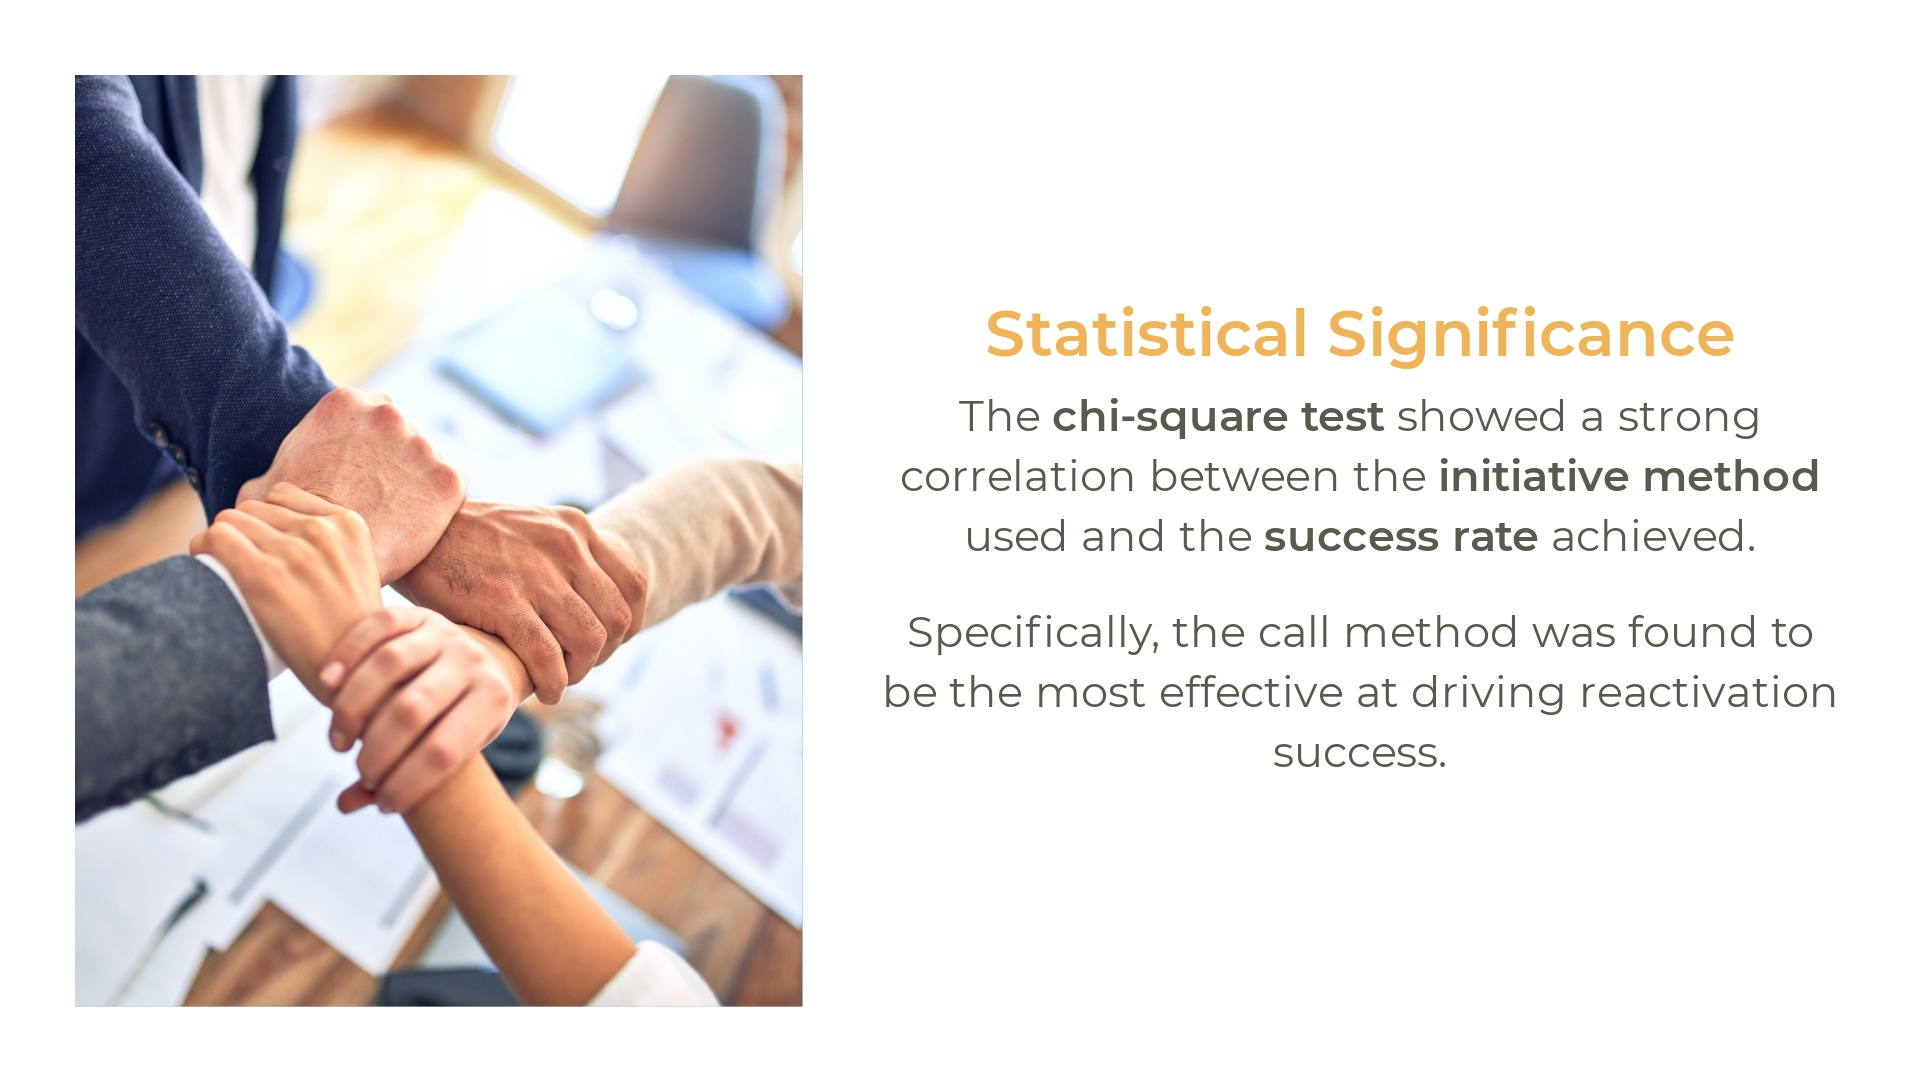 Statistical Significance
The chi-square test showed a strong
correlation between the initiative method
used and the success rate achieved.
Specifically, the call method was found to
be the most effective at driving reactivation
success.